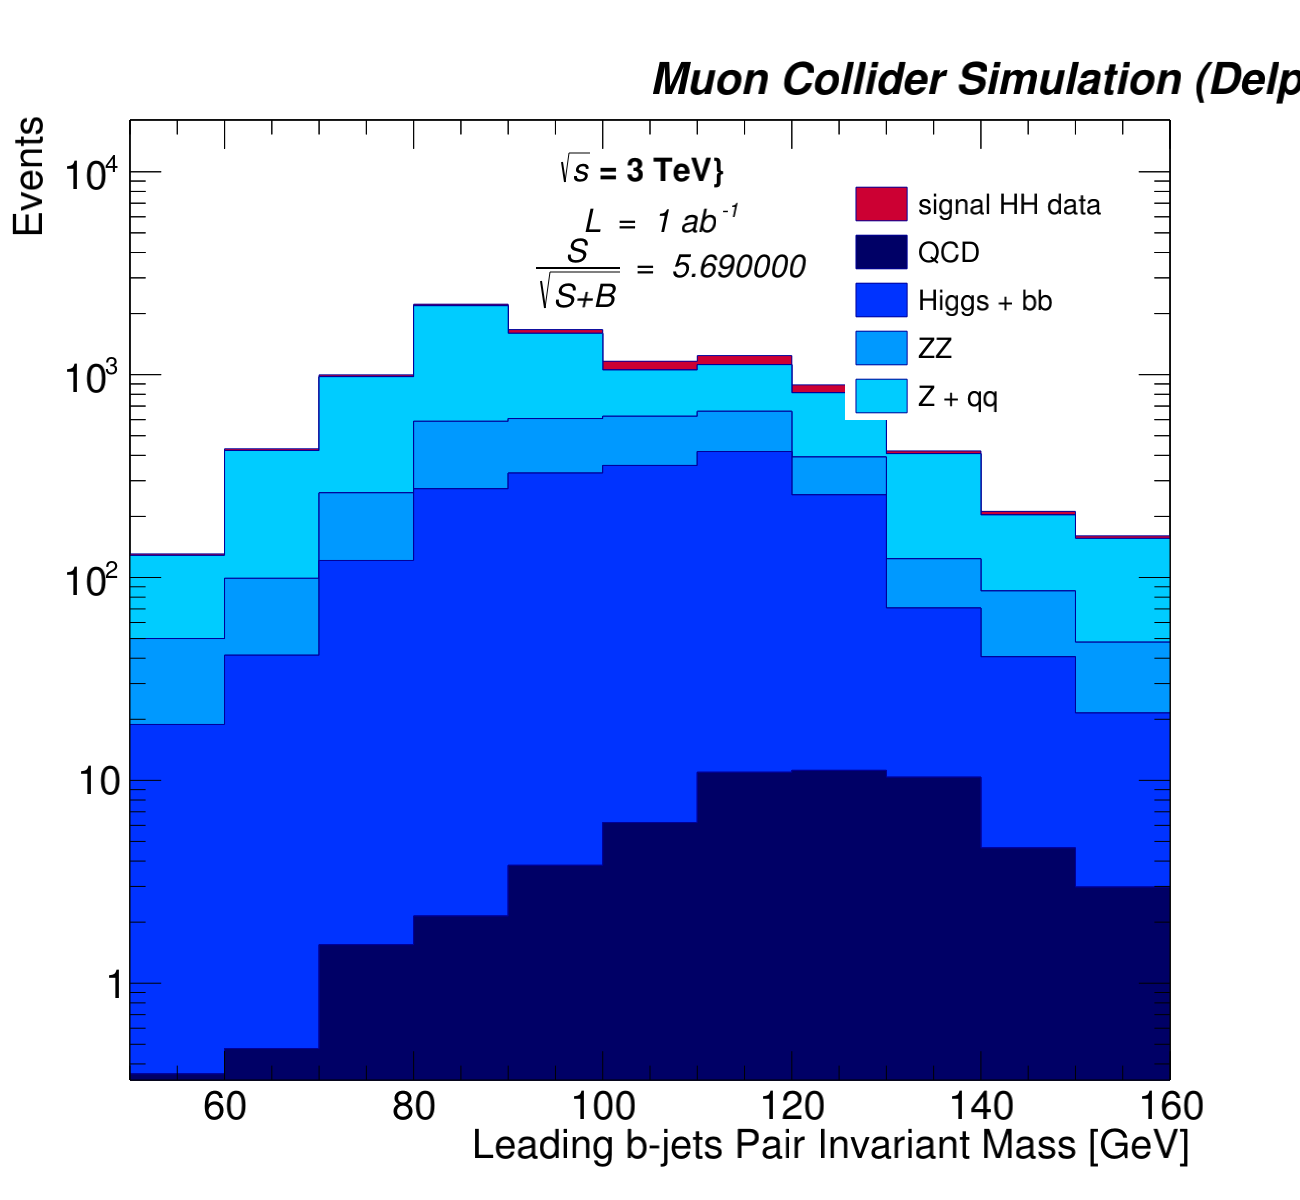 Muon Collider Simulation (Delp
Events
√s = 3 TeV}
L = 1 ab⁻¹
S/√S+B = 5.690000
signal HH data
QCD
Higgs + bb
ZZ
Z + qq
10⁴
10³
10²
10
1
60 80 100 120 140 160
Leading b-jets Pair Invariant Mass [GeV]